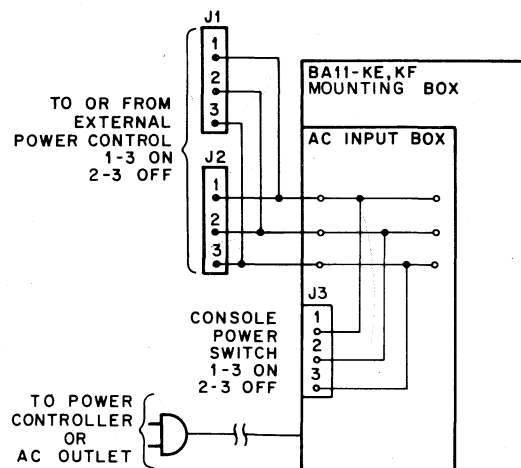 J1
1
2
3
TO OR FROM
EXTERNAL
POWER CONTROL
1-3 ON
2-3 OFF
J2
1
2
3
BA11-KE, KF
MOUNTING BOX
AC INPUT BOX
J3
1
2
3
CONSOLE
POWER
SWITCH
1-3 ON
2-3 OFF
TO POWER
CONTROLLER
OR
AC OUTLET